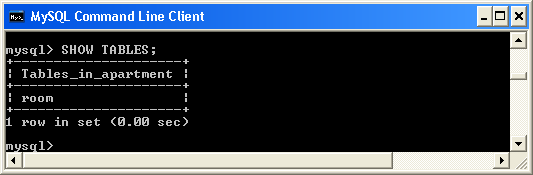 MySQL Command Line Client
mysql> SHOW TABLES;
+---------------------+
| Tables_in_apartment |
+---------------------+
| room                |
+---------------------+
1 row in set (0.00 sec)
mysql>